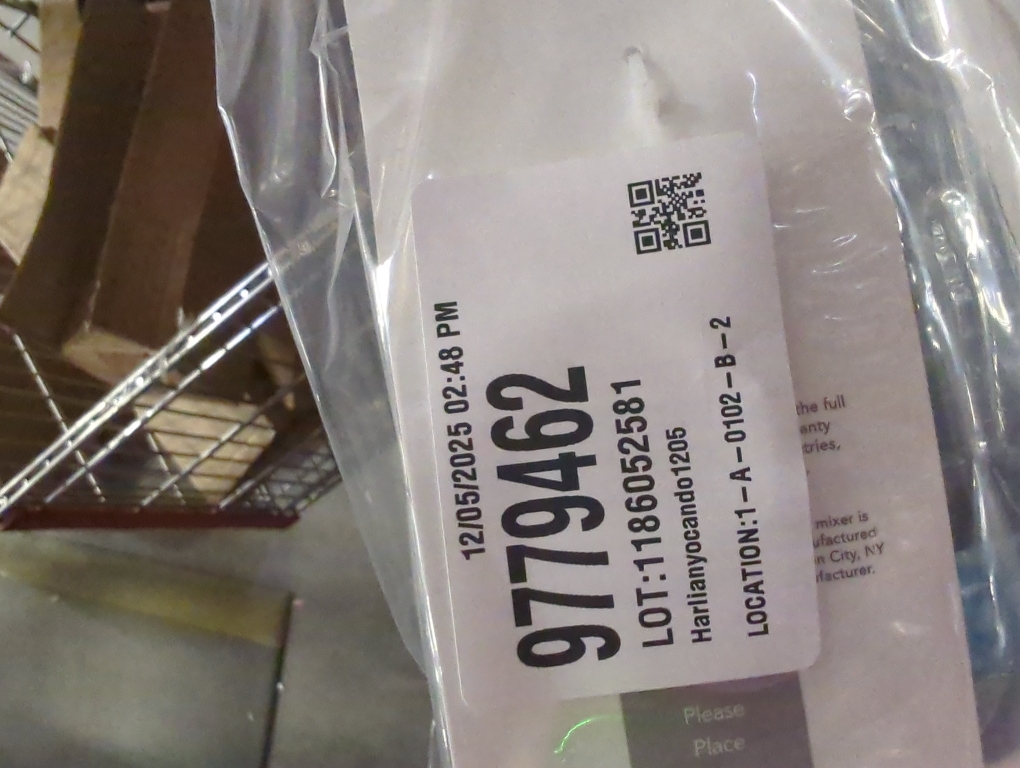 12/05/2025 02:48 PM
9779462
LOT:1186052581
Harlianyocando1205
LOCATION:1-A-0102-B-2
the full
anty
tries,
mixer is
ufactured
n City, NY
ufacturer.
Please
Place